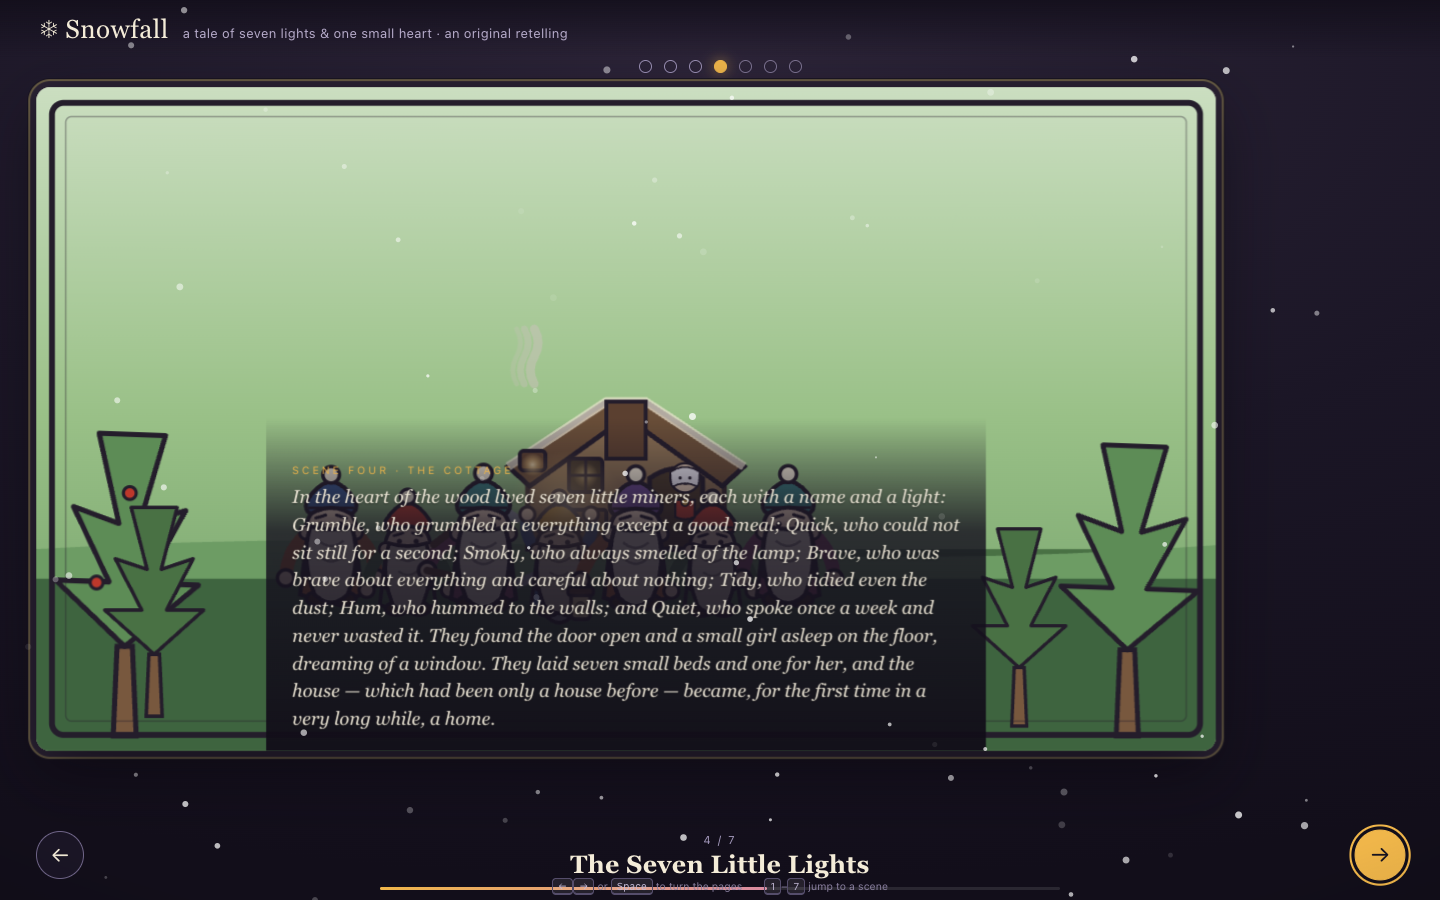 ❄ Snowfall a tale of seven lights & one small heart · an original retelling
SCENE FOUR · THE COTTAGE
In the heart of the wood lived seven little miners, each with a name and a light:
Grumble, who grumbled at everything except a good meal; Quick, who could not
sit still for a second; Smoky, who always smelled of the lamp; Brave, who was
brave about everything and careful about nothing; Tidy, who tidied even the
dust; Hum, who hummed to the walls; and Quiet, who spoke once a week and
never wasted it. They found the door open and a small girl asleep on the floor,
dreaming of a window. They laid seven small beds and one for her, and the
house — which had been only a house before — became, for the first time in a
very long while, a home.
4 / 7
The Seven Little Lights
← → or Space to turn the pages 1 – 7 jump to a scene